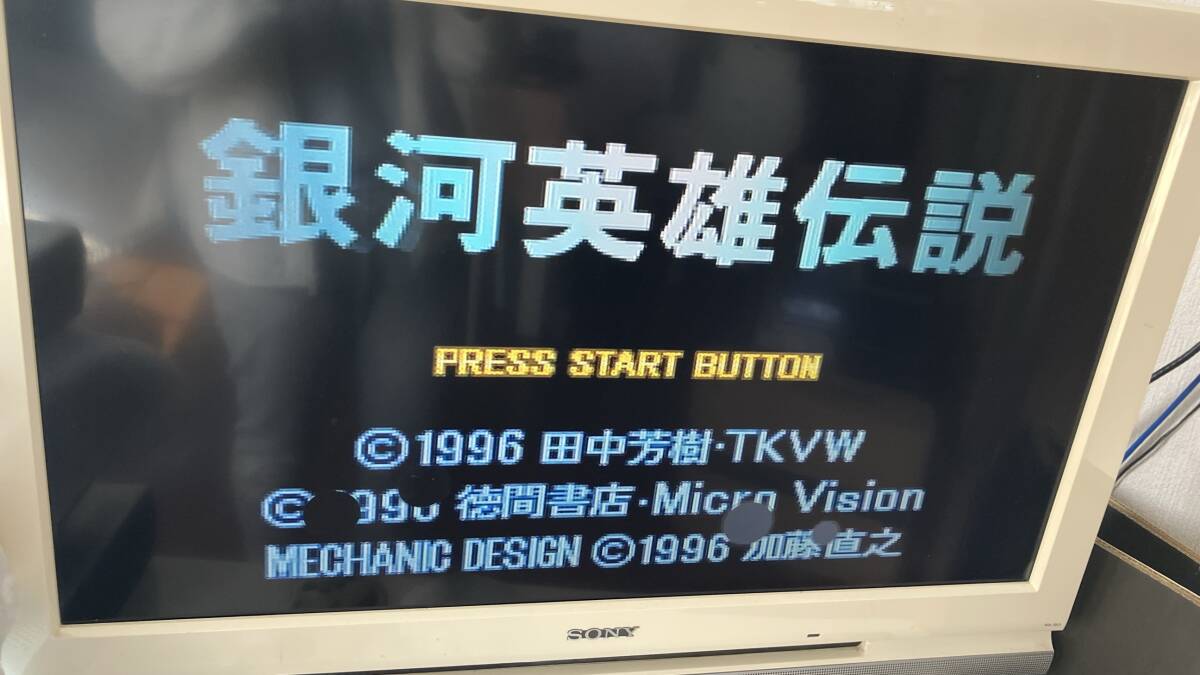 銀河英雄伝説
PRESS START BUTTON
©1996 田中芳樹・TKVW
© 徳間書店・Micro Vision
MECHANIC DESIGN ©1996 加藤直之
SONY